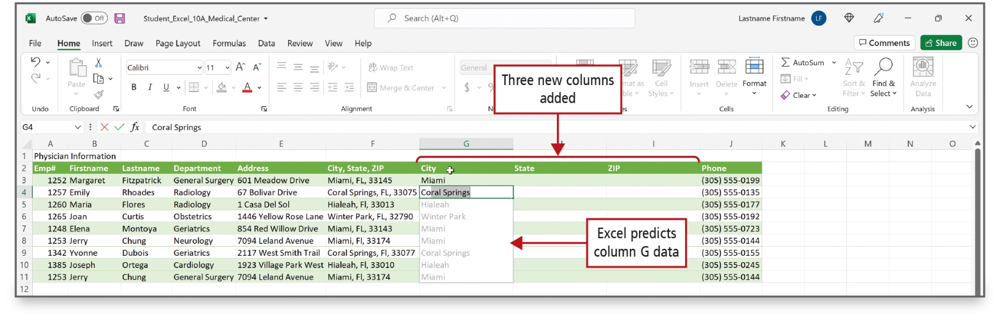 AutoSave Off Student_Excel_10A_Medical_Center Search (Alt+Q) Lastname Firstname LF
File Home Insert Draw Page Layout Formulas Data Review View Help Comments Share
Calibri 11 A A Wrap Text General AutoSum
Paste B I U A Merge & Center $ Cell Styles Insert Delete Format Fill Clear Sort & Filter Find & Select Analyze Data
Undo Clipboard Font Alignment Cells Editing Analysis
Three new columns
added
G4 fx Coral Springs
A B C D E F G I J K L M N O
1 Physician Information
2 Emp# Firstname Lastname Department Address City, State, ZIP City State ZIP Phone
3 1252 Margaret Fitzpatrick General Surgery 601 Meadow Drive Miami, FL, 33145 Miami (305) 555-0199
4 1257 Emily Rhoades Radiology 67 Bolivar Drive Coral Springs, FL, 33075 Coral Springs (305) 555-0135
5 1260 Maria Flores Radiology 1 Casa Del Sol Hialeah, Fl, 33013 Hialeah (305) 555-0177
6 1265 Joan Curtis Obstetrics 1446 Yellow Rose Lane Winter Park, FL, 32790 Winter Park (305) 555-0192
7 1248 Elena Montoya Geriatrics 854 Red Willow Drive Miami, FL, 33143 Miami (305) 555-0723
8 1253 Jerry Chung Neurology 7094 Leland Avenue Miami, Fl, 33174 Miami (305) 555-0144
9 1342 Yvonne Dubois Geriatrics 2117 West Smith Trail Coral Springs, Fl, 33077 Coral Springs (305) 555-0155
10 1385 Joseph Ortega Cardiology 1923 Village Park West Hialeah, Fl, 33010 Hialeah (305) 555-0245
11 1253 Jerry Chung General Surgery 7094 Leland Avenue Miami, Fl, 33174 Miami (305) 555-0144
12
Excel predicts
column G data